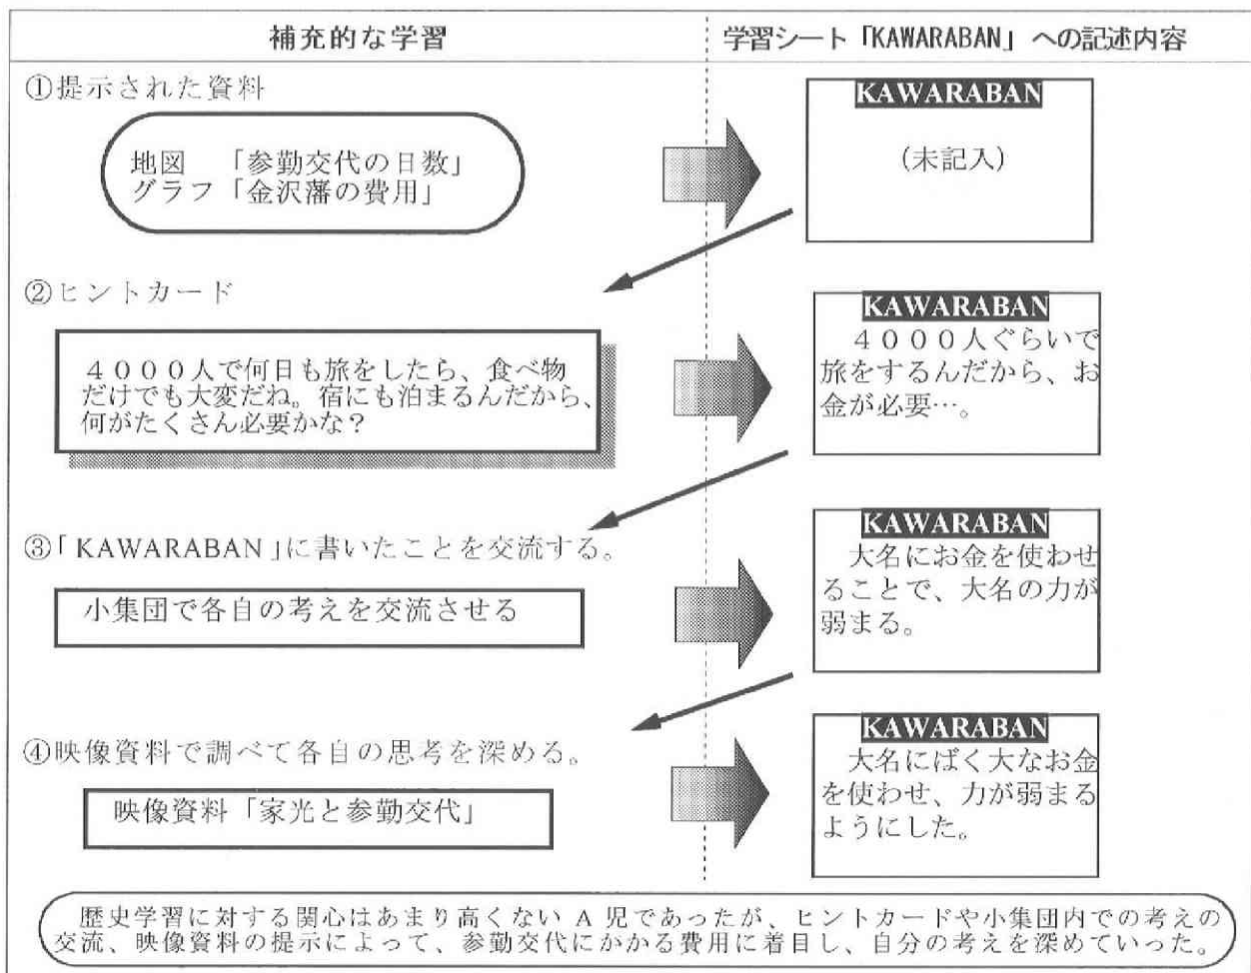 補充的な学習
学習シート「KAWARABAN」への記述内容
①提示された資料
地図 「参勤交代の日数」
グラフ「金沢藩の費用」
KAWARABAN
(未記入)
②ヒントカード
4000人で何日も旅をしたら、食べ物
だけでも大変だね。宿にも泊まるんだから、
何がたくさん必要かな?
KAWARABAN
4000人ぐらいで
旅をするんだから、お
金が必要…。
③「KAWARABAN」に書いたことを交流する。
小集団で各自の考えを交流させる
KAWARABAN
大名にお金を使わせ
ることで、大名の力が
弱まる。
④映像資料で調べて各自の思考を深める。
映像資料「家光と参勤交代」
KAWARABAN
大名にばく大なお金
を使わせ、力が弱まる
ようにした。
歴史学習に対する関心はあまり高くない A 児であったが、ヒントカードや小集団内での考えの
交流、映像資料の提示によって、参勤交代にかかる費用に着目し、自分の考えを深めていった。